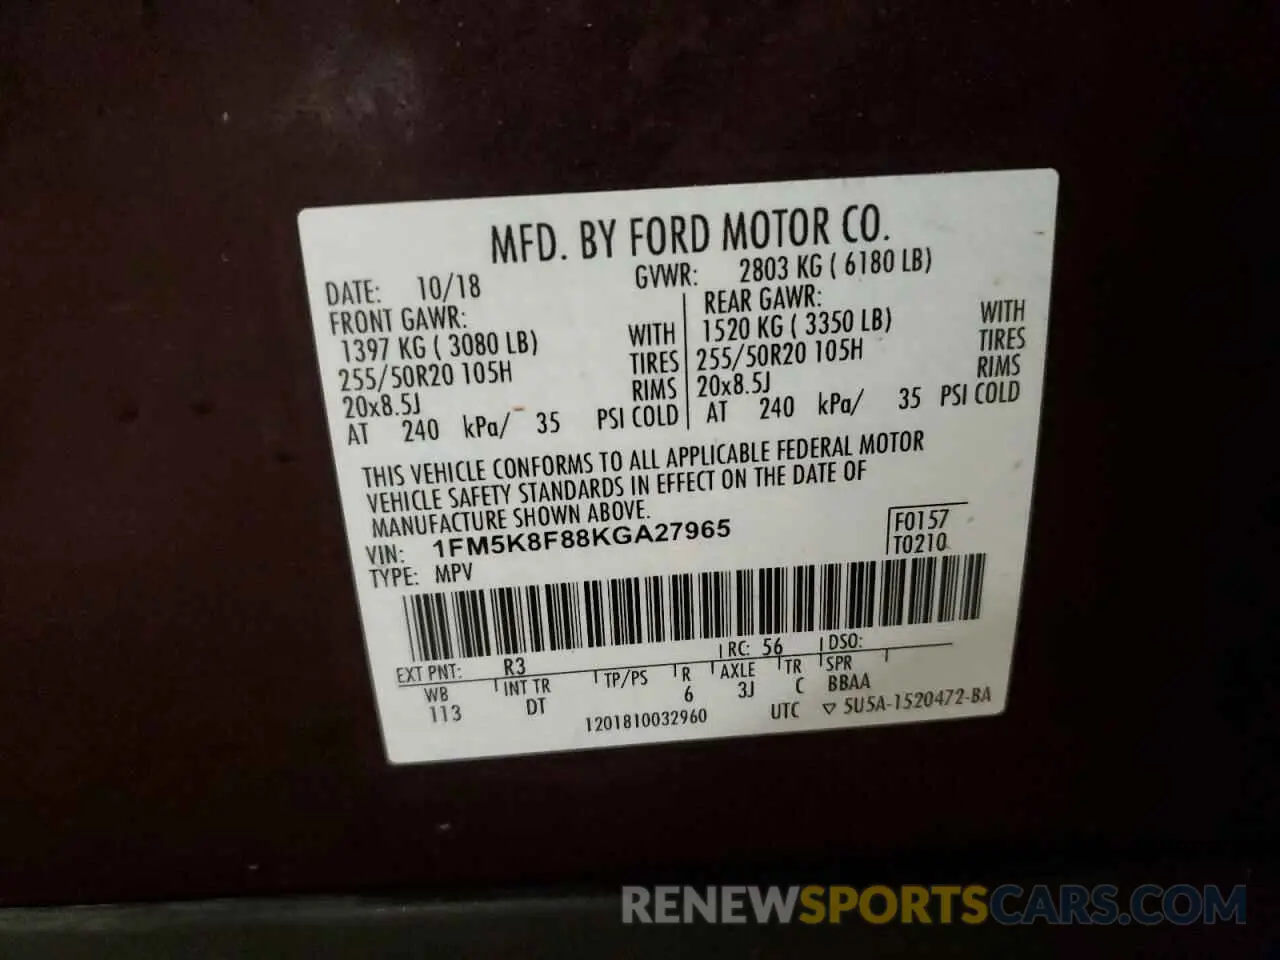 MFD. BY FORD MOTOR CO.
DATE: 10/18 GVWR: 2803 KG ( 6180 LB)
FRONT GAWR: REAR GAWR:
1397 KG ( 3080 LB) WITH 1520 KG ( 3350 LB) WITH
255/50R20 105H TIRES 255/50R20 105H TIRES
20x8.5J RIMS 20x8.5J RIMS
AT 240 kPa/ 35 PSI COLD AT 240 kPa/ 35 PSI COLD
THIS VEHICLE CONFORMS TO ALL APPLICABLE FEDERAL MOTOR
VEHICLE SAFETY STANDARDS IN EFFECT ON THE DATE OF
MANUFACTURE SHOWN ABOVE.
VIN: 1FM5K8F88KGA27965 F0157
TYPE: MPV T0210
EXT PNT: R3 RC: 56 DSO:
WB INT TR TP/PS R AXLE TR SPR
113 DT 6 3J C BBAA
1201810032960 UTC ▽ 5U5A-1520472-BA
RENEWSPORTSCARS.COM